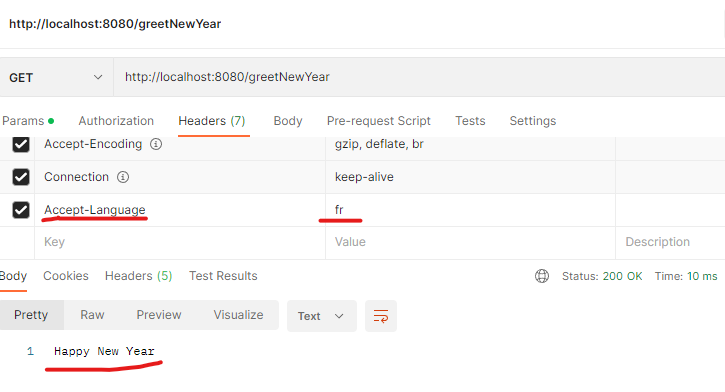 http://localhost:8080/greetNewYear
GET http://localhost:8080/greetNewYear
Params Authorization Headers (7) Body Pre-request Script Tests Settings
Accept-Encoding gzip, deflate, br
Connection keep-alive
Accept-Language fr
Key Value Description
Body Cookies Headers (5) Test Results Status: 200 OK Time: 10 ms
Pretty Raw Preview Visualize Text
1 Happy New Year